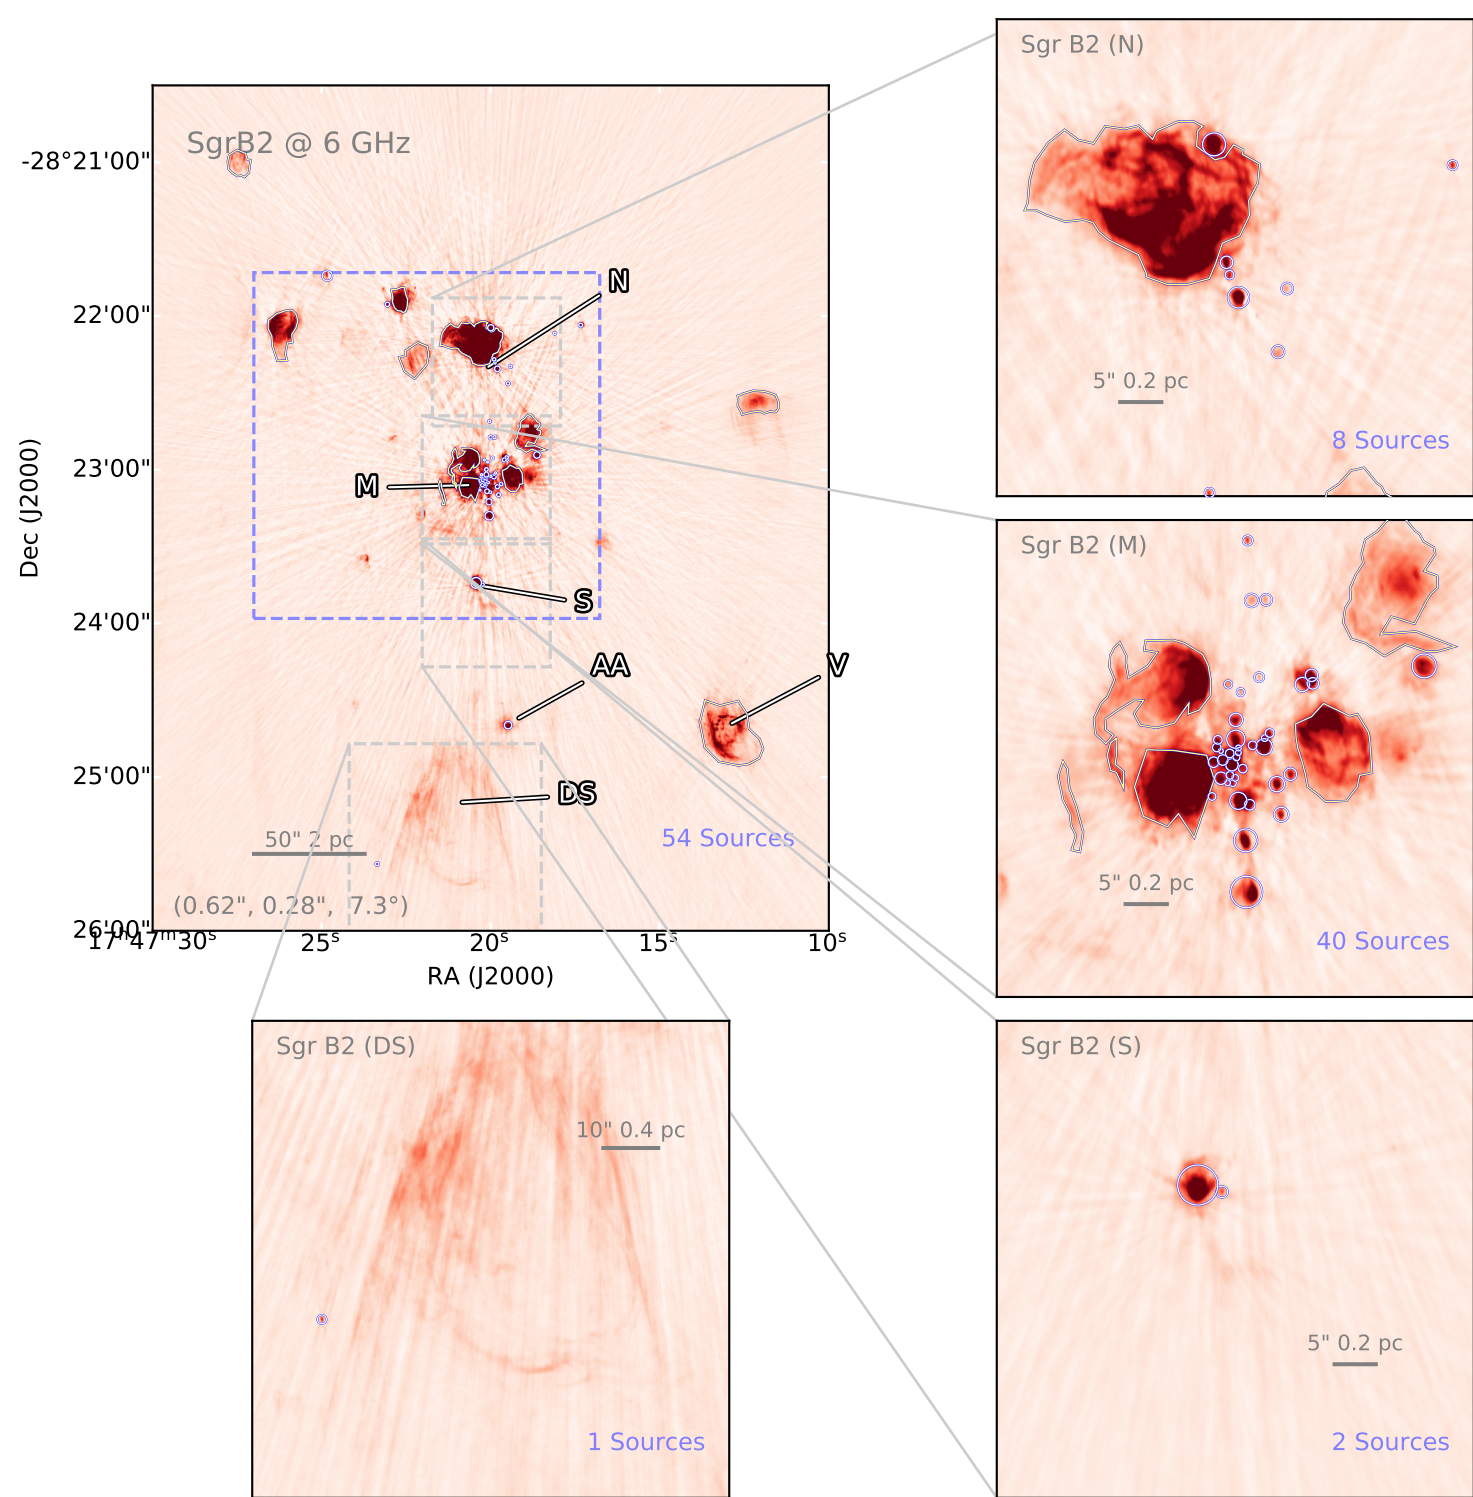 Sgr B2 (N)
SgrB2 @ 6 GHz
-28°21'00"
22'00"
23'00"
24'00"
25'00"
26'00"
Dec (J2000)
N
M
S
AA
V
DS
50" 2 pc
54 Sources
(0.62", 0.28", 7.3°)
17ʰ47ᵐ30ˢ
25ˢ
20ˢ
15ˢ
10ˢ
RA (J2000)
5" 0.2 pc
8 Sources
Sgr B2 (M)
5" 0.2 pc
40 Sources
Sgr B2 (DS)
10" 0.4 pc
1 Sources
Sgr B2 (S)
5" 0.2 pc
2 Sources